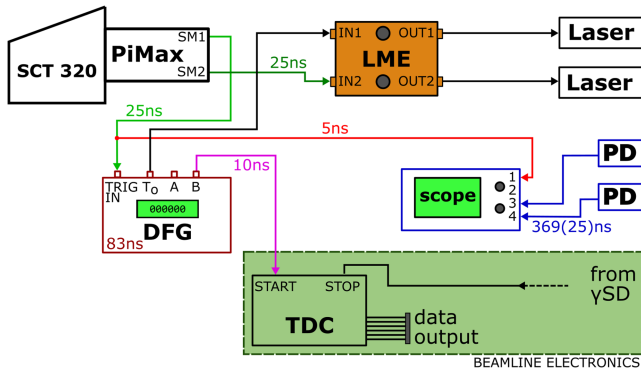 SCT 320
PiMax
SM1
SM2
25ns
25ns
IN1
OUT1
LME
IN2
OUT2
Laser
Laser
5ns
10ns
TRIG
IN
To
A
B
000000
DFG
83ns
scope
1
2
3
4
PD
PD
369(25)ns
START
STOP
TDC
data
output
from
γSD
BEAMLINE ELECTRONICS